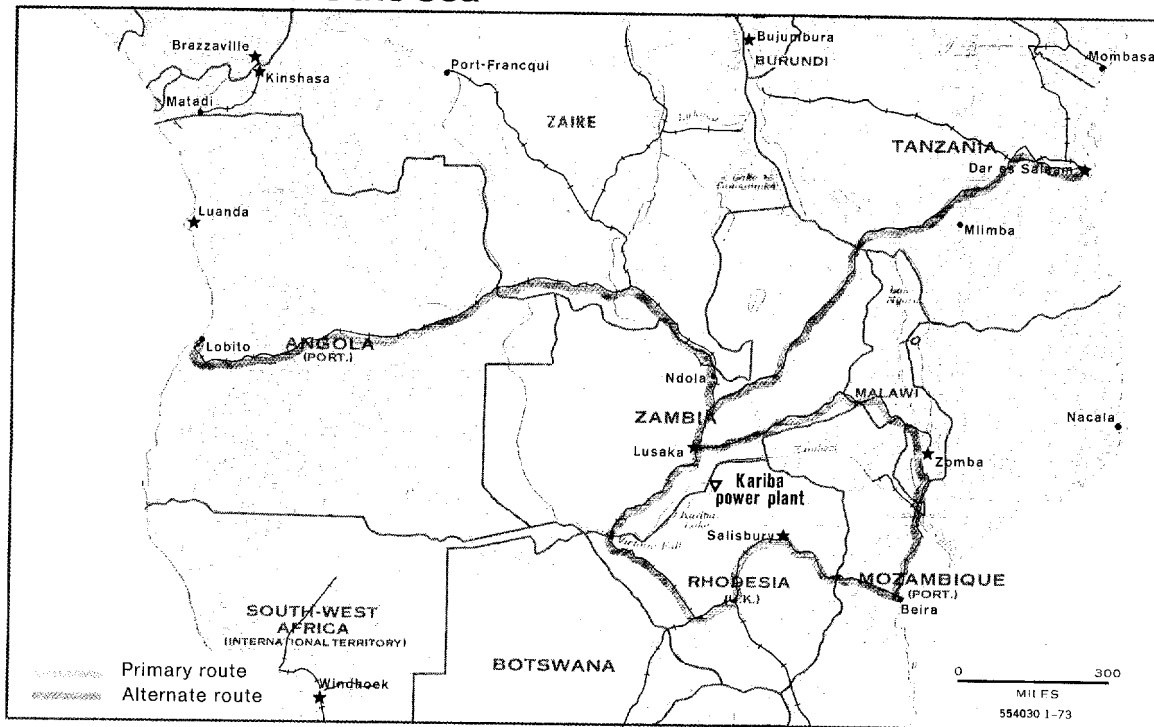 Brazzaville
Kinshasa
Matadi
Port-Francqui
ZAIRE
Bujumbura
BURUNDI
Mombasa
TANZANIA
Dar es Salaam
Mlimba
Luanda
Lobito
ANGOLA
(PORT.)
Ndola
ZAMBIA
Lusaka
MALAWI
Zomba
Nacala
Kariba
power plant
Kariba
Lake
Salisbury
RHODESIA
(U.K.)
MOZAMBIQUE
(PORT.)
Beira
SOUTH-WEST
AFRICA
(INTERNATIONAL TERRITORY)
BOTSWANA
Windhoek
Primary route
Alternate route
0 300
MILES
554030 1-73